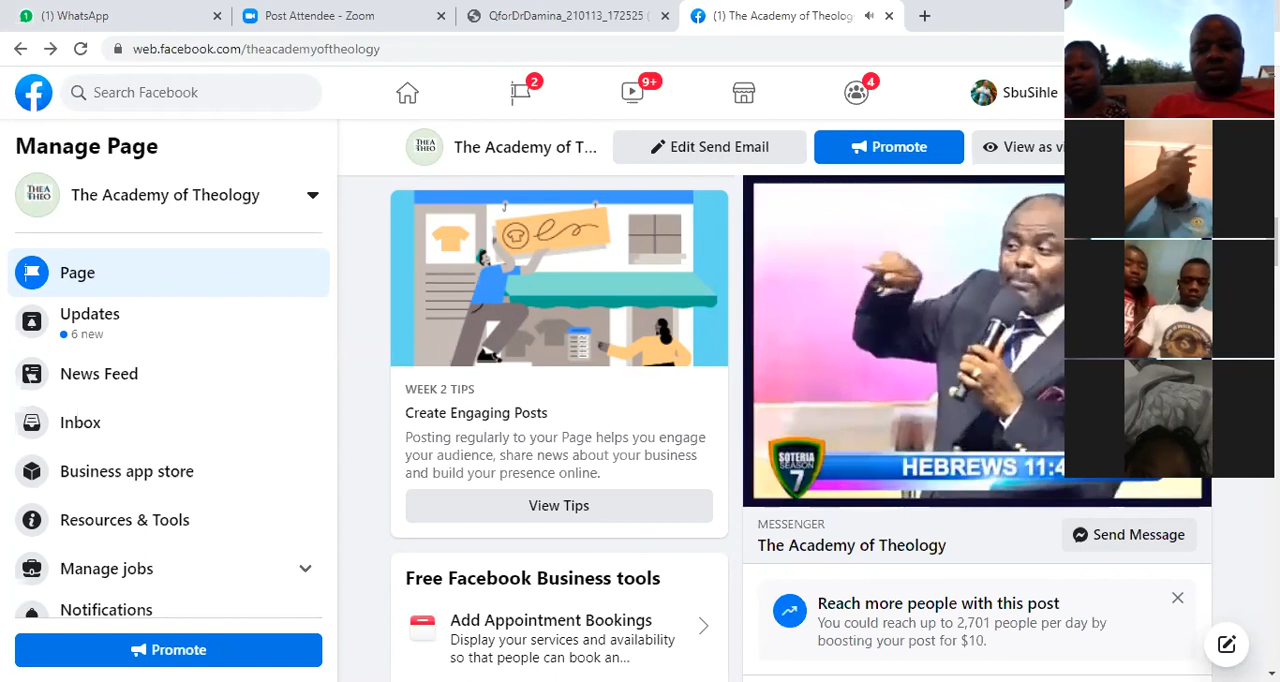 (1) WhatsApp
Post Attendee - Zoom
QforDrDamina_210113_172525 (
(1) The Academy of Theology
web.facebook.com/theacademyoftheology
Search Facebook
2
9+
4
SbuSihle
Manage Page
THEA
THEO
The Academy of T...
Edit Send Email
Promote
View as v
THEA
THEO
The Academy of Theology
Page
Updates
6 new
News Feed
Inbox
Business app store
Resources & Tools
Manage jobs
Notifications
Promote
WEEK 2 TIPS
Create Engaging Posts
Posting regularly to your Page helps you engage
your audience, share news about your business
and build your presence online.
View Tips
Free Facebook Business tools
Add Appointment Bookings
Display your services and availability
so that people can book an...
SOTERIA
SEASON
7
HEBREWS 11:4
MESSENGER
The Academy of Theology
Send Message
Reach more people with this post
You could reach up to 2,701 people per day by
boosting your post for $10.